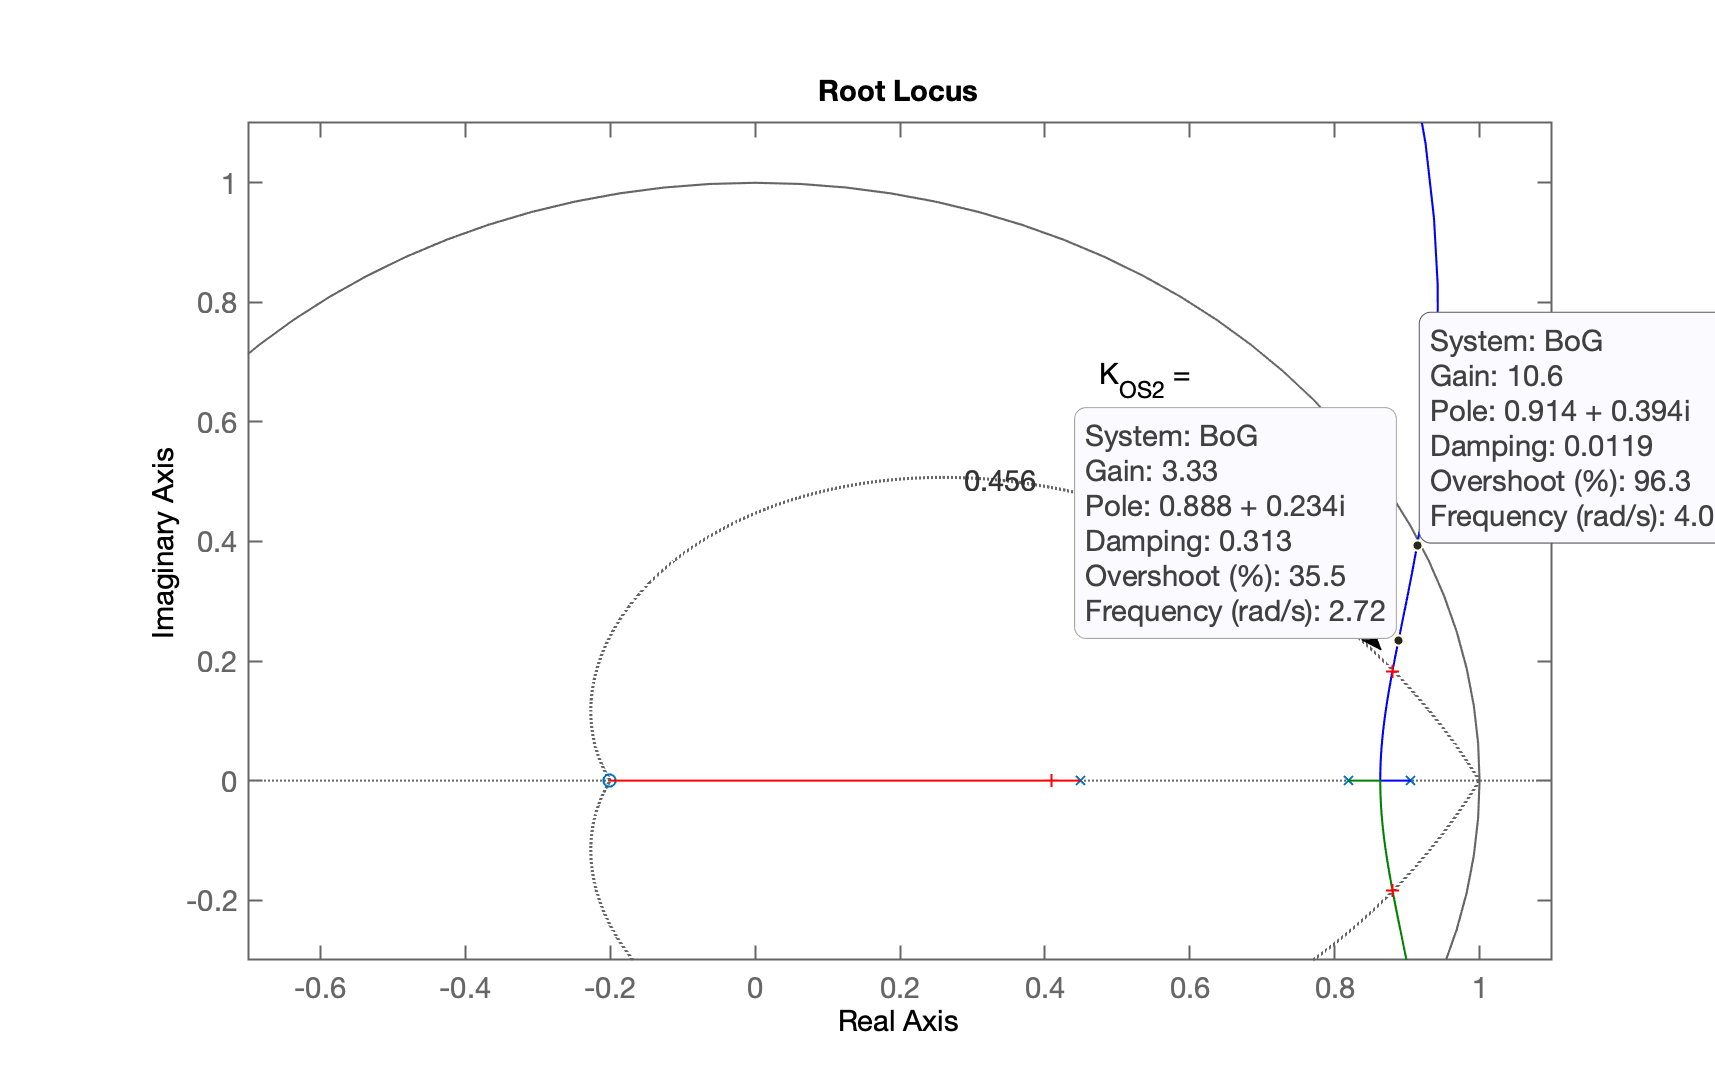 Root Locus
Imaginary Axis
1
0.8
0.6
0.4
0.2
0
-0.2
-0.6
-0.4
-0.2
0
0.2
0.4
0.6
0.8
1
Real Axis
0.456
K_OS2 =
System: BoG
Gain: 3.33
Pole: 0.888 + 0.234i
Damping: 0.313
Overshoot (%): 35.5
Frequency (rad/s): 2.72
System: BoG
Gain: 10.6
Pole: 0.914 + 0.394i
Damping: 0.0119
Overshoot (%): 96.3
Frequency (rad/s): 4.0